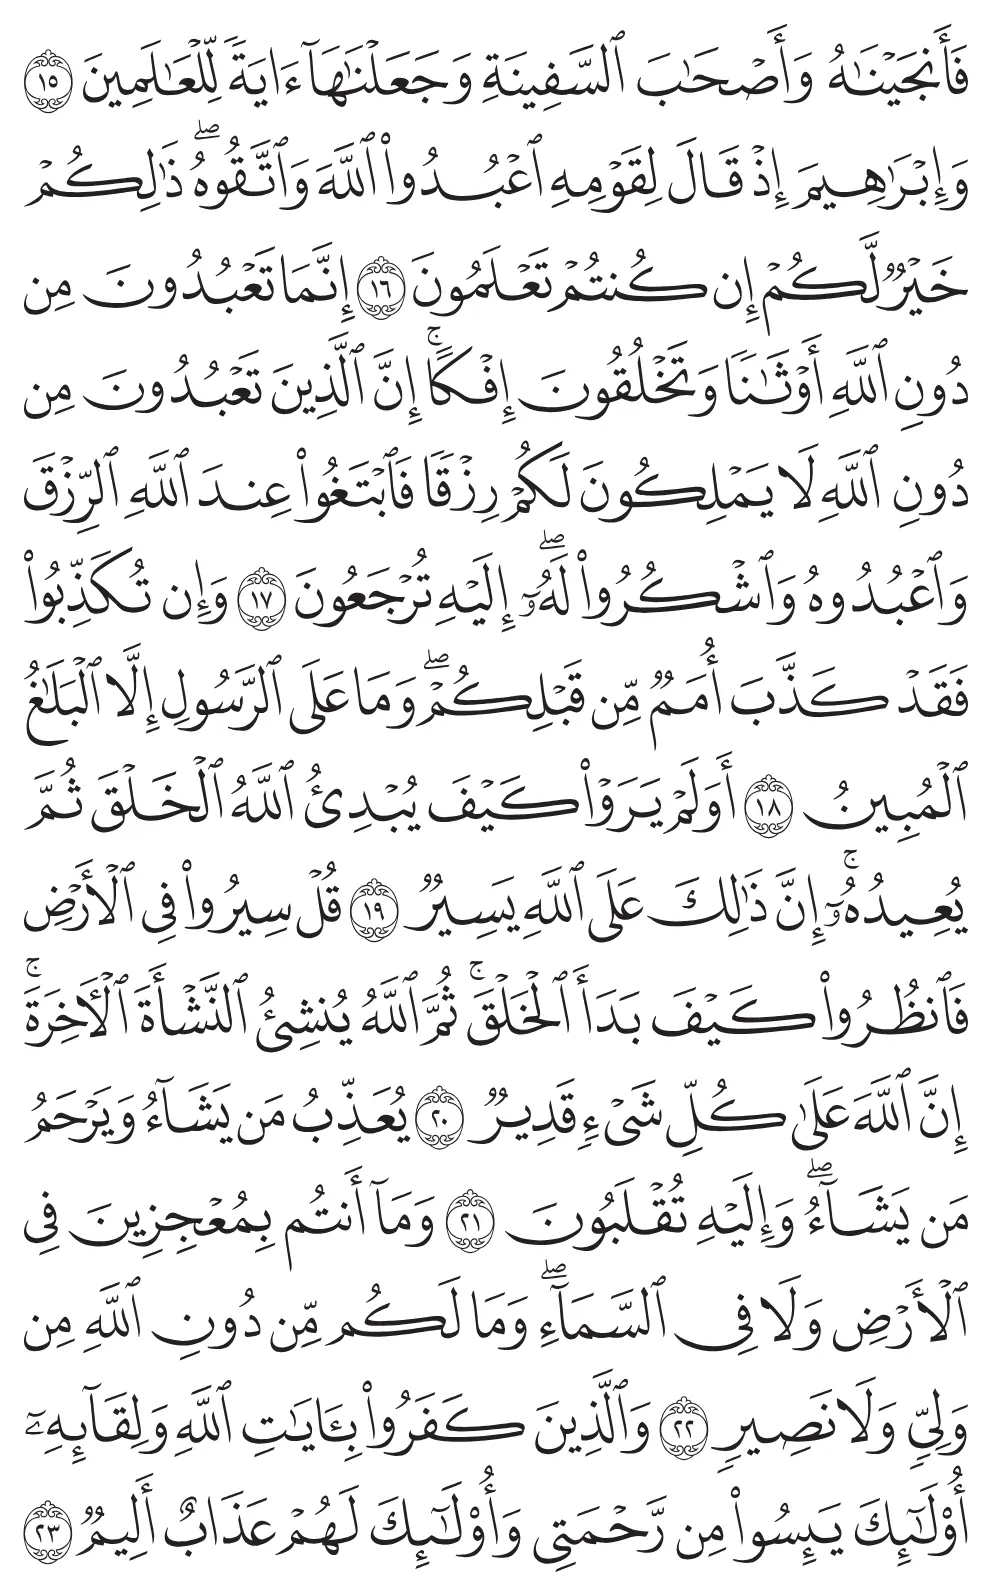 فَأَنجَيْنَٰهُ وَأَصْحَٰبَ ٱلسَّفِينَةِ وَجَعَلْنَٰهَآ ءَايَةً لِّلْعَٰلَمِينَ ١٥
وَإِبْرَٰهِيمَ إِذْ قَالَ لِقَوْمِهِ ٱعْبُدُوا۟ ٱللَّهَ وَٱتَّقُوهُ ۖ ذَٰلِكُمْ
خَيْرٌ لَّكُمْ إِن كُنتُمْ تَعْلَمُونَ ١٦ إِنَّمَا تَعْبُدُونَ مِن
دُونِ ٱللَّهِ أَوْثَٰنًا وَتَخْلُقُونَ إِفْكًا ۚ إِنَّ ٱلَّذِينَ تَعْبُدُونَ مِن
دُونِ ٱللَّهِ لَا يَمْلِكُونَ لَكُمْ رِزْقًا فَٱبْتَغُوا۟ عِندَ ٱللَّهِ ٱلرِّزْقَ
وَٱعْبُدُوهُ وَٱشْكُرُوا۟ لَهُۥٓ ۖ إِلَيْهِ تُرْجَعُونَ ١٧ وَإِن تُكَذِّبُوا۟
فَقَدْ كَذَّبَ أُمَمٌ مِّن قَبْلِكُمْ ۖ وَمَا عَلَى ٱلرَّسُولِ إِلَّا ٱلْبَلَٰغُ
ٱلْمُبِينُ ١٨ أَوَلَمْ يَرَوْا۟ كَيْفَ يُبْدِئُ ٱللَّهُ ٱلْخَلْقَ ثُمَّ
يُعِيدُهُۥٓ ۚ إِنَّ ذَٰلِكَ عَلَى ٱللَّهِ يَسِيرٌ ١٩ قُلْ سِيرُوا۟ فِى ٱلْأَرْضِ
فَٱنظُرُوا۟ كَيْفَ بَدَأَ ٱلْخَلْقَ ۚ ثُمَّ ٱللَّهُ يُنشِئُ ٱلنَّشْأَةَ ٱلْـَٔاخِرَةَ ۚ
إِنَّ ٱللَّهَ عَلَىٰ كُلِّ شَىْءٍ قَدِيرٌ ٢٠ يُعَذِّبُ مَن يَشَآءُ وَيَرْحَمُ
مَن يَشَآءُ ۖ وَإِلَيْهِ تُقْلَبُونَ ٢١ وَمَآ أَنتُم بِمُعْجِزِينَ فِى
ٱلْأَرْضِ وَلَا فِى ٱلسَّمَآءِ ۖ وَمَا لَكُم مِّن دُونِ ٱللَّهِ مِن
وَلِىٍّ وَلَا نَصِيرٍ ٢٢ وَٱلَّذِينَ كَفَرُوا۟ بِـَٔايَٰتِ ٱللَّهِ وَلِقَآئِهِۦٓ
أُو۟لَٰٓئِكَ يَئِسُوا۟ مِن رَّحْمَتِى وَأُو۟لَٰٓئِكَ لَهُمْ عَذَابٌ أَلِيمٌ ٢٣